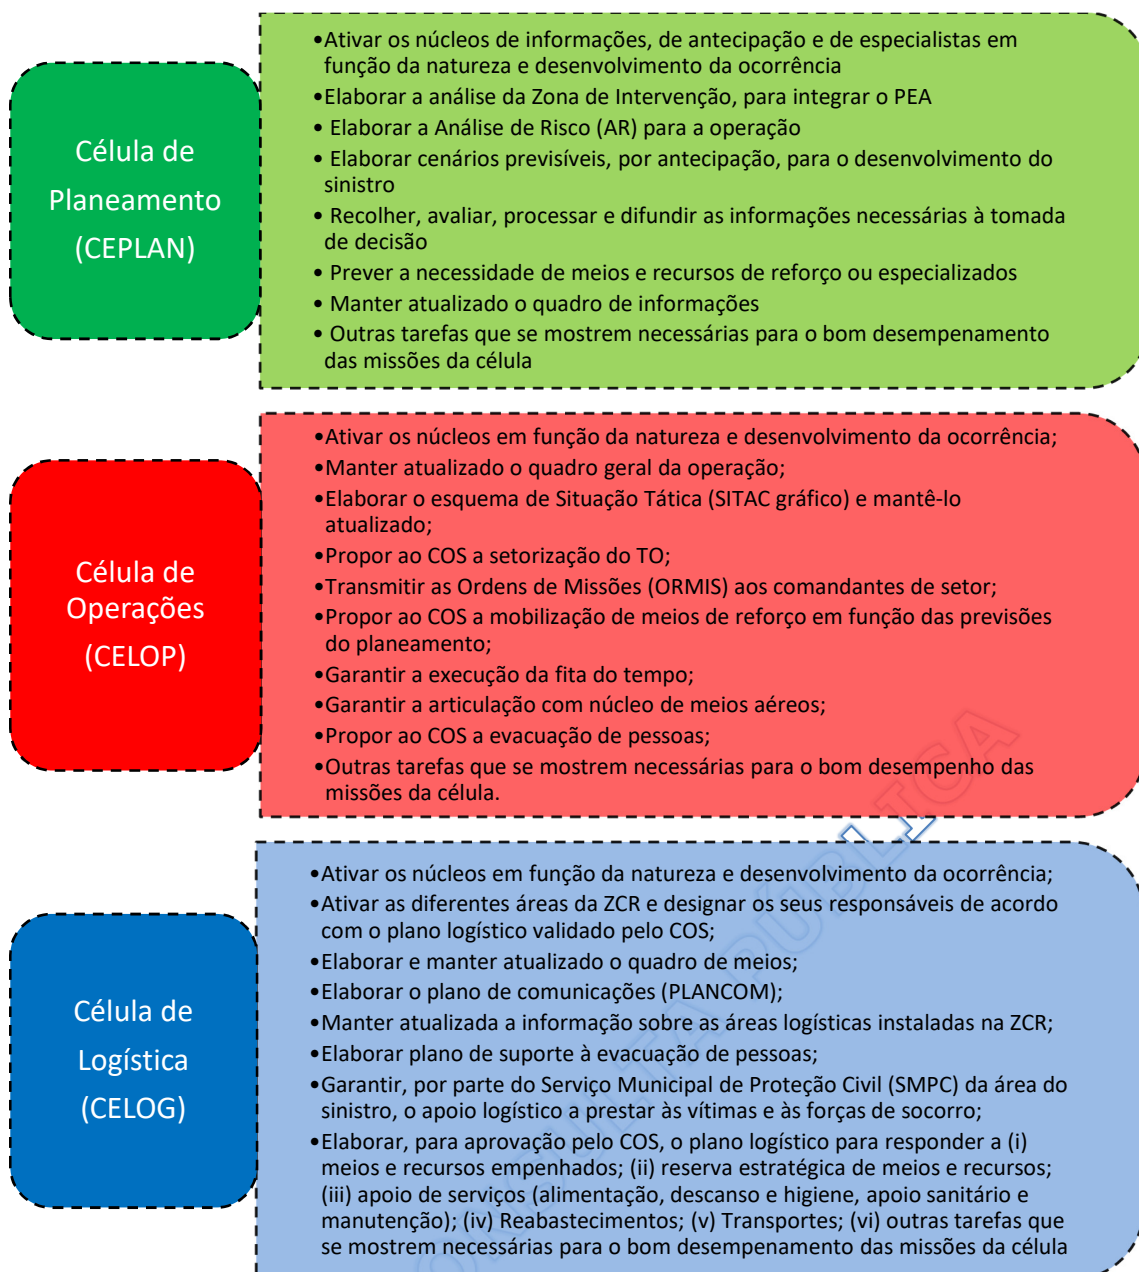 Célula de
Planeamento
(CEPLAN)
•Ativar os núcleos de informações, de antecipação e de especialistas em
função da natureza e desenvolvimento da ocorrência
•Elaborar a análise da Zona de Intervenção, para integrar o PEA
• Elaborar a Análise de Risco (AR) para a operação
• Elaborar cenários previsíveis, por antecipação, para o desenvolvimento do
sinistro
• Recolher, avaliar, processar e difundir as informações necessárias à tomada
de decisão
• Prever a necessidade de meios e recursos de reforço ou especializados
• Manter atualizado o quadro de informações
• Outras tarefas que se mostrem necessárias para o bom desempenamento
das missões da célula
Célula de
Operações
(CELOP)
•Ativar os núcleos em função da natureza e desenvolvimento da ocorrência;
•Manter atualizado o quadro geral da operação;
•Elaborar o esquema de Situação Tática (SITAC gráfico) e mantê-lo
atualizado;
•Propor ao COS a setorização do TO;
•Transmitir as Ordens de Missões (ORMIS) aos comandantes de setor;
•Propor ao COS a mobilização de meios de reforço em função das previsões
do planeamento;
•Garantir a execução da fita do tempo;
•Garantir a articulação com núcleo de meios aéreos;
•Propor ao COS a evacuação de pessoas;
•Outras tarefas que se mostrem necessárias para o bom desempenho das
missões da célula.
Célula de
Logística
(CELOG)
•Ativar os núcleos em função da natureza e desenvolvimento da ocorrência;
•Ativar as diferentes áreas da ZCR e designar os seus responsáveis de acordo
com o plano logístico validado pelo COS;
•Elaborar e manter atualizado o quadro de meios;
•Elaborar o plano de comunicações (PLANCOM);
•Manter atualizada a informação sobre as áreas logísticas instaladas na ZCR;
•Elaborar plano de suporte à evacuação de pessoas;
•Garantir, por parte do Serviço Municipal de Proteção Civil (SMPC) da área do
sinistro, o apoio logístico a prestar às vítimas e às forças de socorro;
•Elaborar, para aprovação pelo COS, o plano logístico para responder a (i)
meios e recursos empenhados; (ii) reserva estratégica de meios e recursos;
(iii) apoio de serviços (alimentação, descanso e higiene, apoio sanitário e
manutenção); (iv) Reabastecimentos; (v) Transportes; (vi) outras tarefas que
se mostrem necessárias para o bom desempenamento das missões da célula
ONSULTA PÚBLICA